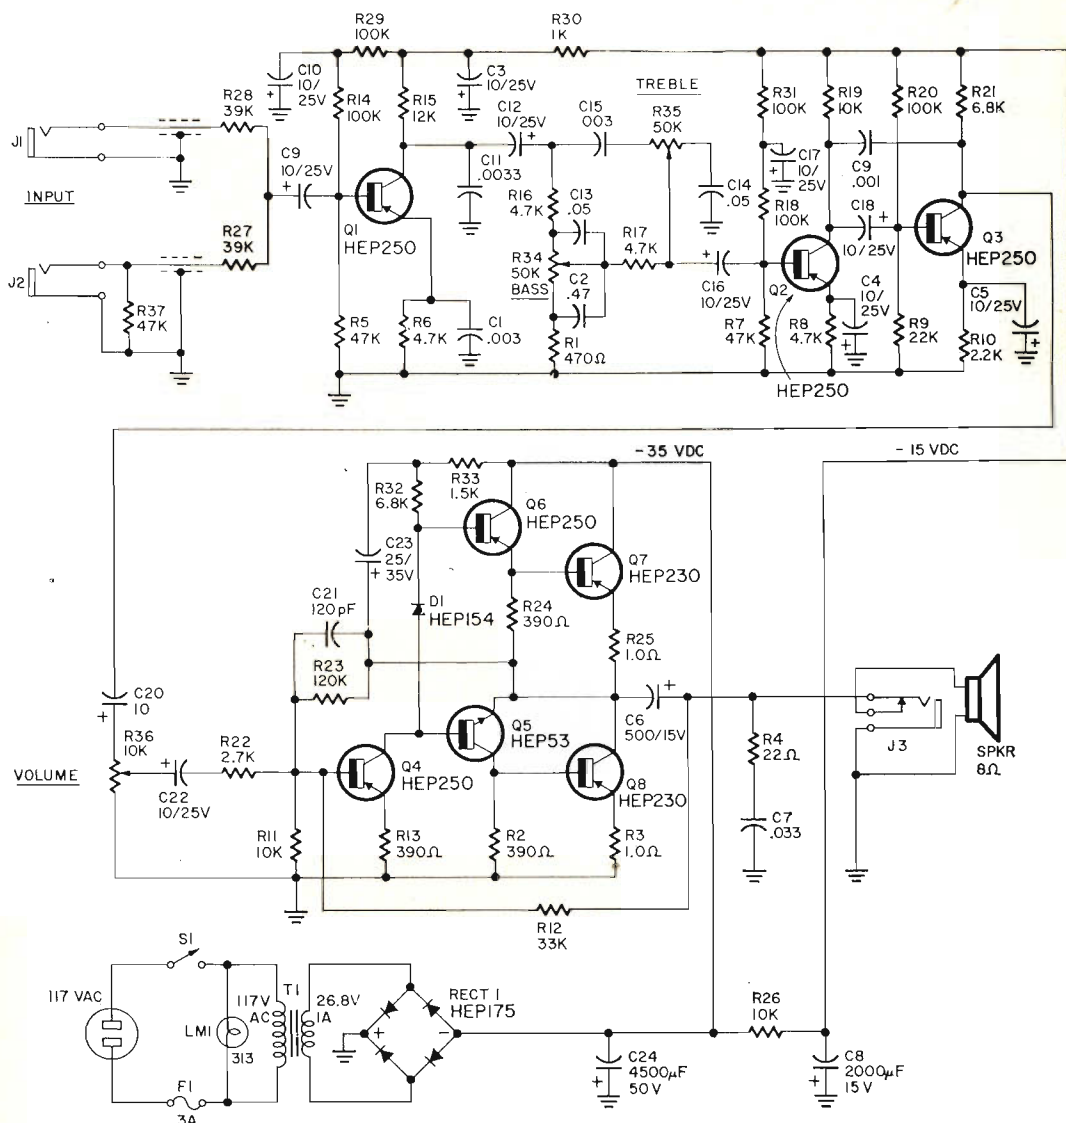 R29
100K
R30
1K
C10
10/
25V
R14
100K
R15
12K
C3
10/25V
TREBLE
R31
100K
R19
10K
R20
100K
R21
6.8K
R28
39K
C12
10/25V
C15
.003
R35
50K
J1
C9
10/25V
C11
.0033
C17
10/
25V
C9
.001
INPUT
R16
4.7K
C13
.05
C14
.05
R18
100K
C18
10/25V
Q1
HEP250
R27
39K
R17
4.7K
Q3
HEP250
R34
50K
BASS
J2
C2
.47
C16
10/25V
Q2
C4
10/
25V
C5
10/25V
R37
47K
R5
47K
R6
4.7K
C1
.003
R1
470Ω
R7
47K
R8
4.7K
R9
22K
R10
2.2K
HEP250
-35 VDC
-15 VDC
R33
1.5K
R32
6.8K
Q6
HEP250
C23
25/
35V
Q7
HEP230
C21
120pF
D1
HEP154
R24
390Ω
R25
1.0Ω
R23
120K
C20
10
Q5
HEP53
C6
500/15V
R36
10K
R22
2.7K
R4
22Ω
J3
SPKR
8Ω
VOLUME
Q4
HEP250
Q8
HEP230
C22
10/25V
R11
10K
R13
390Ω
R2
390Ω
R3
1.0Ω
C7
.033
R12
33K
S1
117 VAC
117V
AC
T1
26.8V
1A
RECT 1
HEP175
+
-
R26
10K
LM1
313
C24
4500µF
50V
C8
2000µF
15V
F1
3A